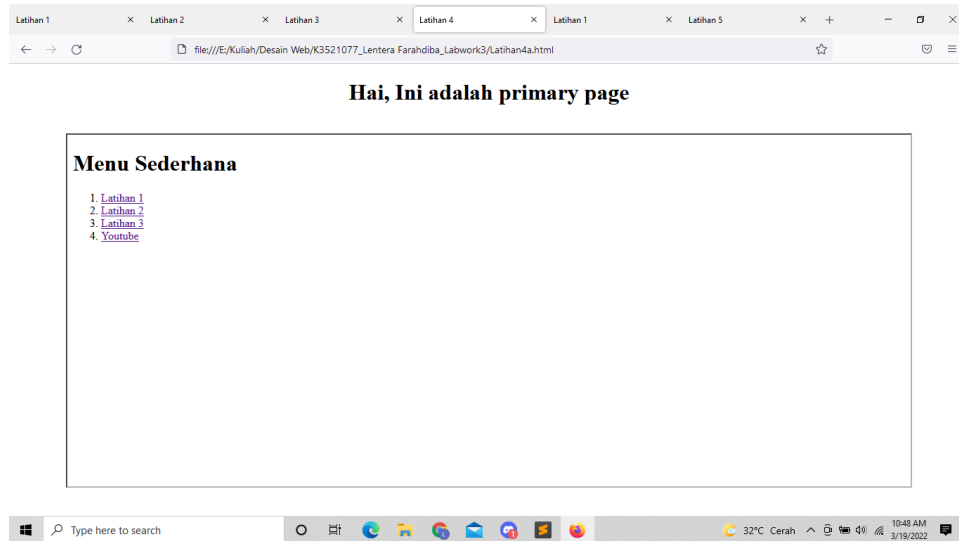 Latihan 1 Latihan 2 Latihan 3 Latihan 4 Latihan 1 Latihan 5
file:///E:/Kuliah/Desain Web/K3521077_Lentera Farahdiba_Labwork3/Latihan4a.html
Hai, Ini adalah primary page
Menu Sederhana
1. Latihan 1
2. Latihan 2
3. Latihan 3
4. Youtube
Type here to search
32°C Cerah
10:48 AM
3/19/2022